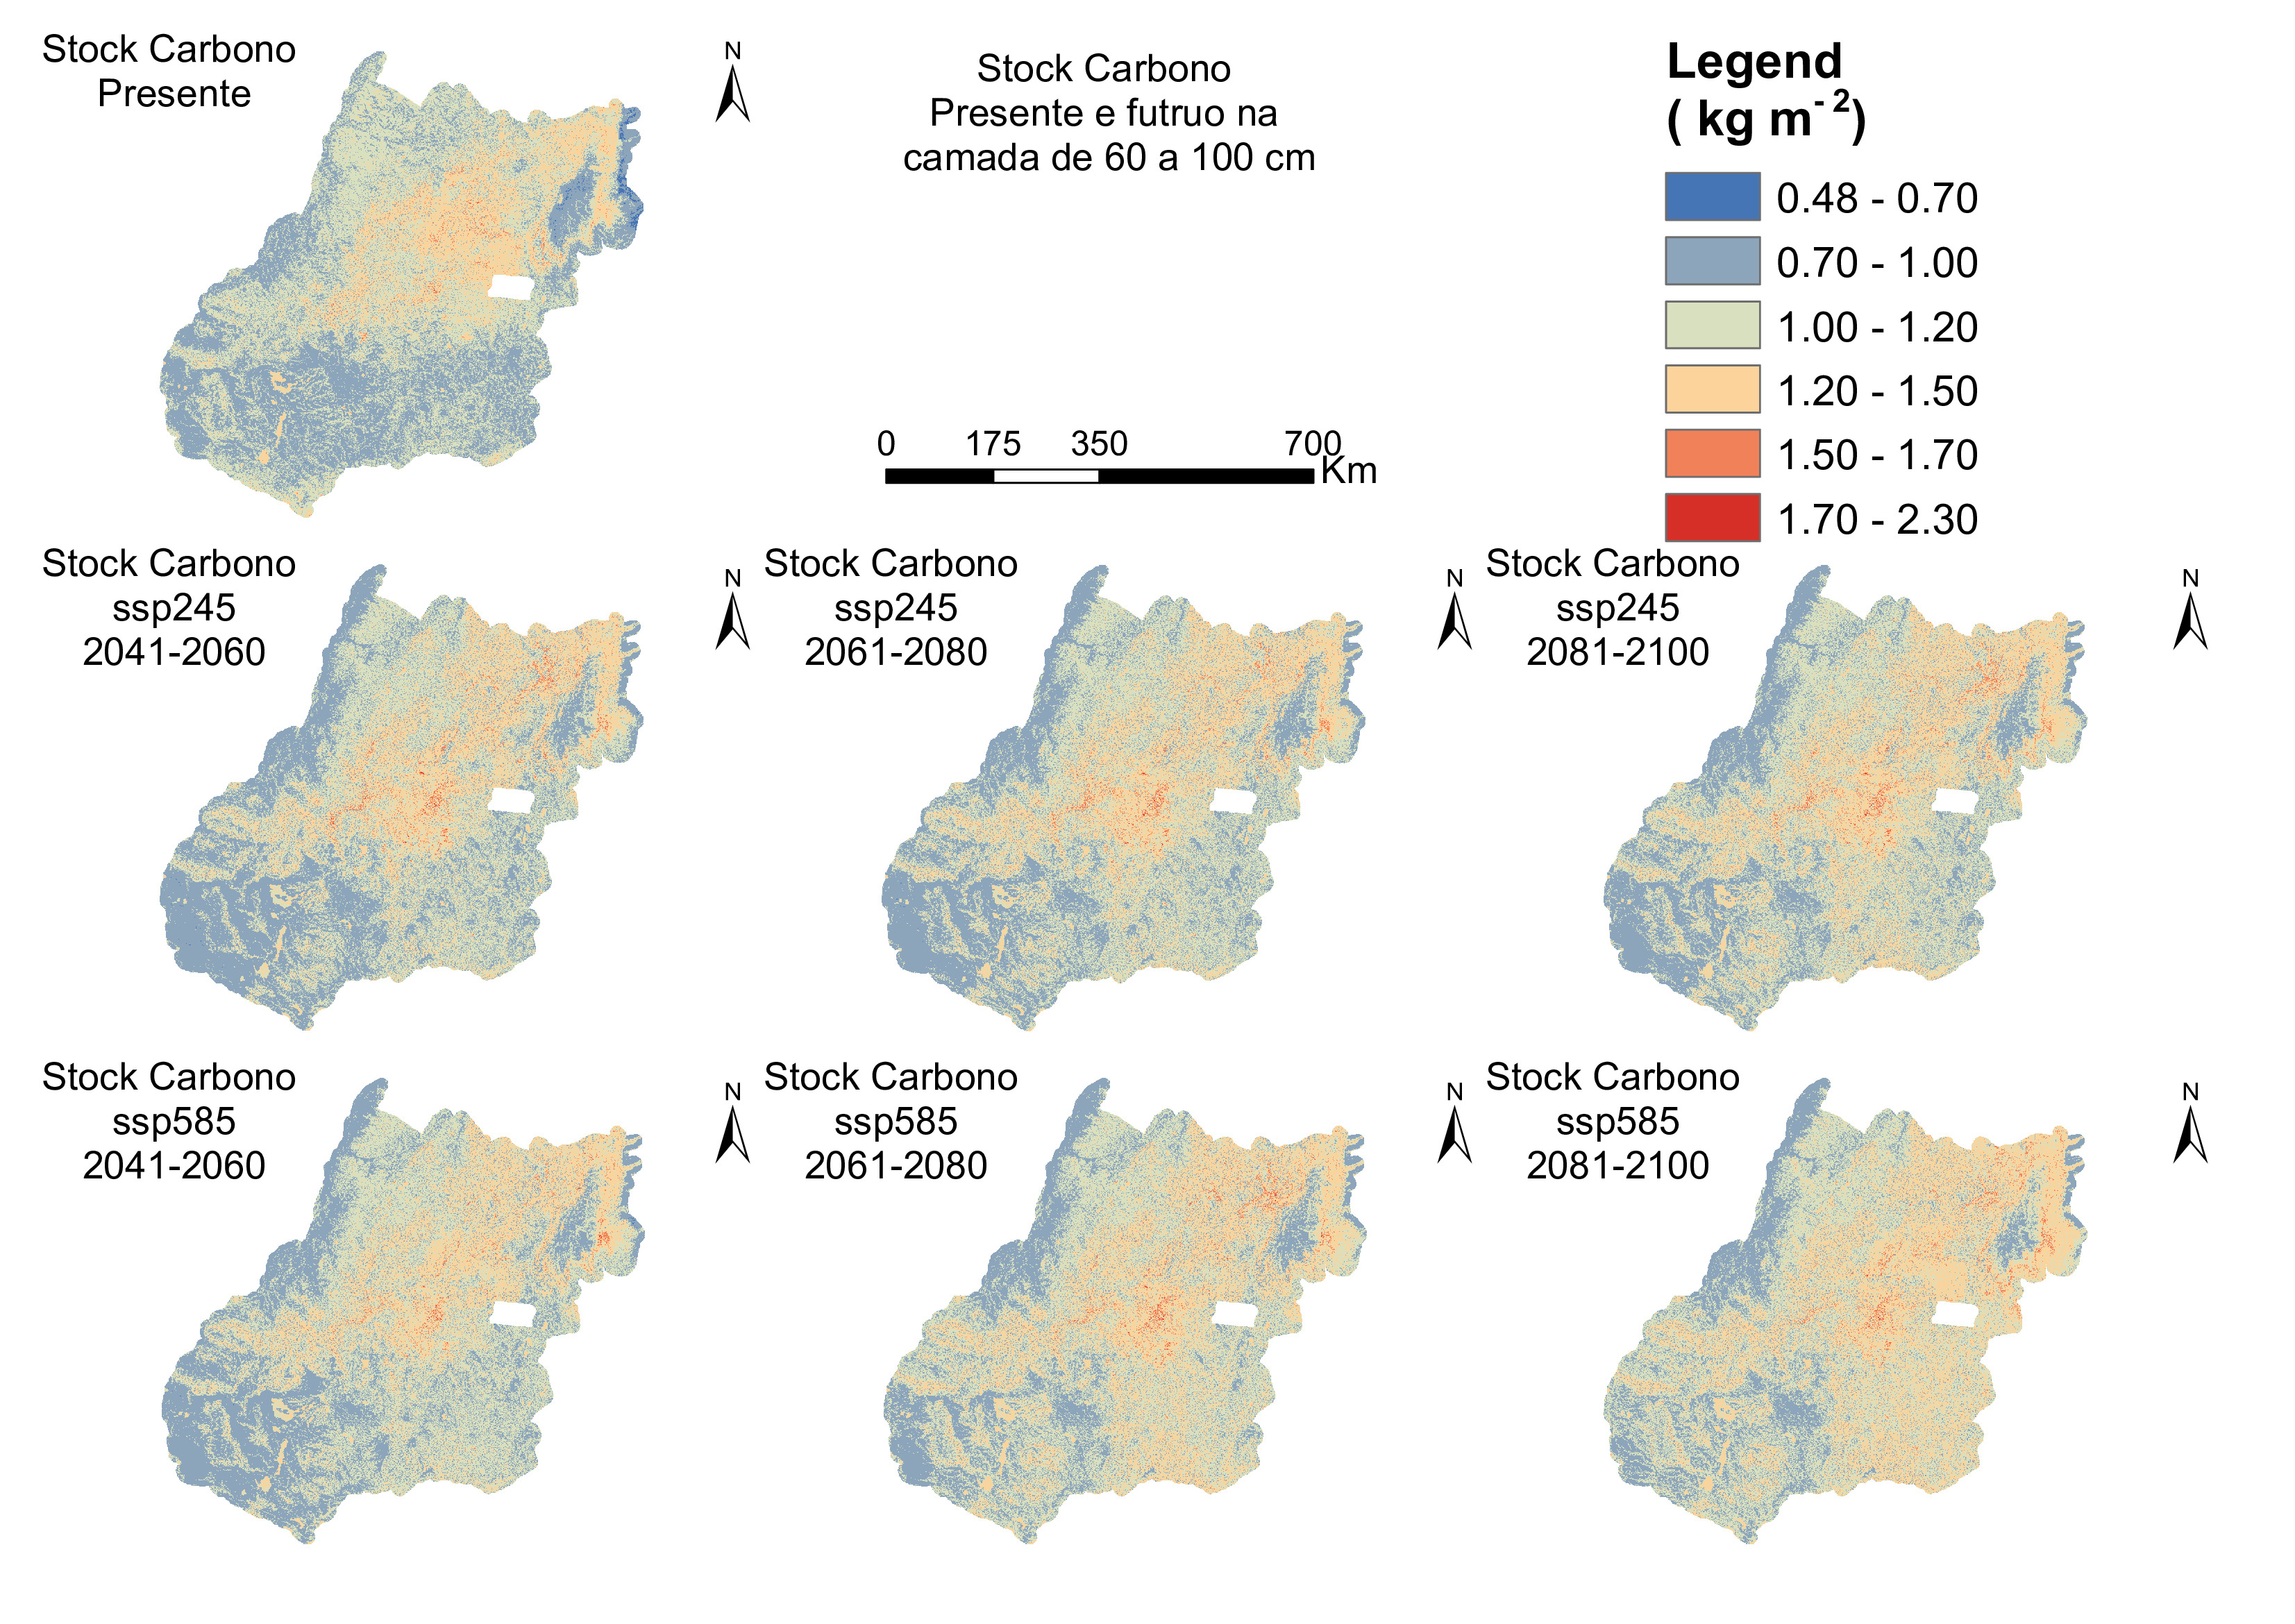 Stock Carbono
Presente
N
Stock Carbono
Presente e futruo na
camada de 60 a 100 cm
0 175 350 700
Km
Legend
( kg m-2)
0.48 - 0.70
0.70 - 1.00
1.00 - 1.20
1.20 - 1.50
1.50 - 1.70
1.70 - 2.30
Stock Carbono
ssp245
2041-2060
N
Stock Carbono
ssp245
2061-2080
N
Stock Carbono
ssp245
2081-2100
N
Stock Carbono
ssp585
2041-2060
N
Stock Carbono
ssp585
2061-2080
N
Stock Carbono
ssp585
2081-2100
N